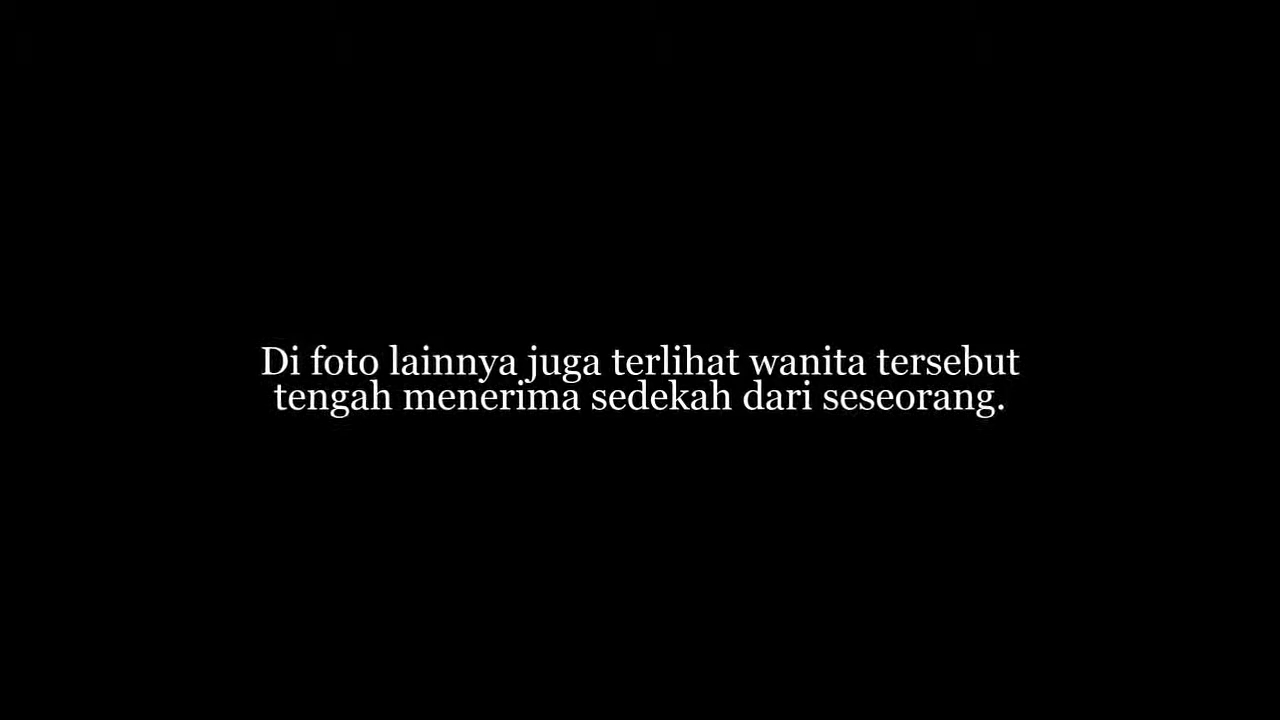 Di foto lainnya juga terlihat wanita tersebut
tengah menerima sedekah dari seseorang.